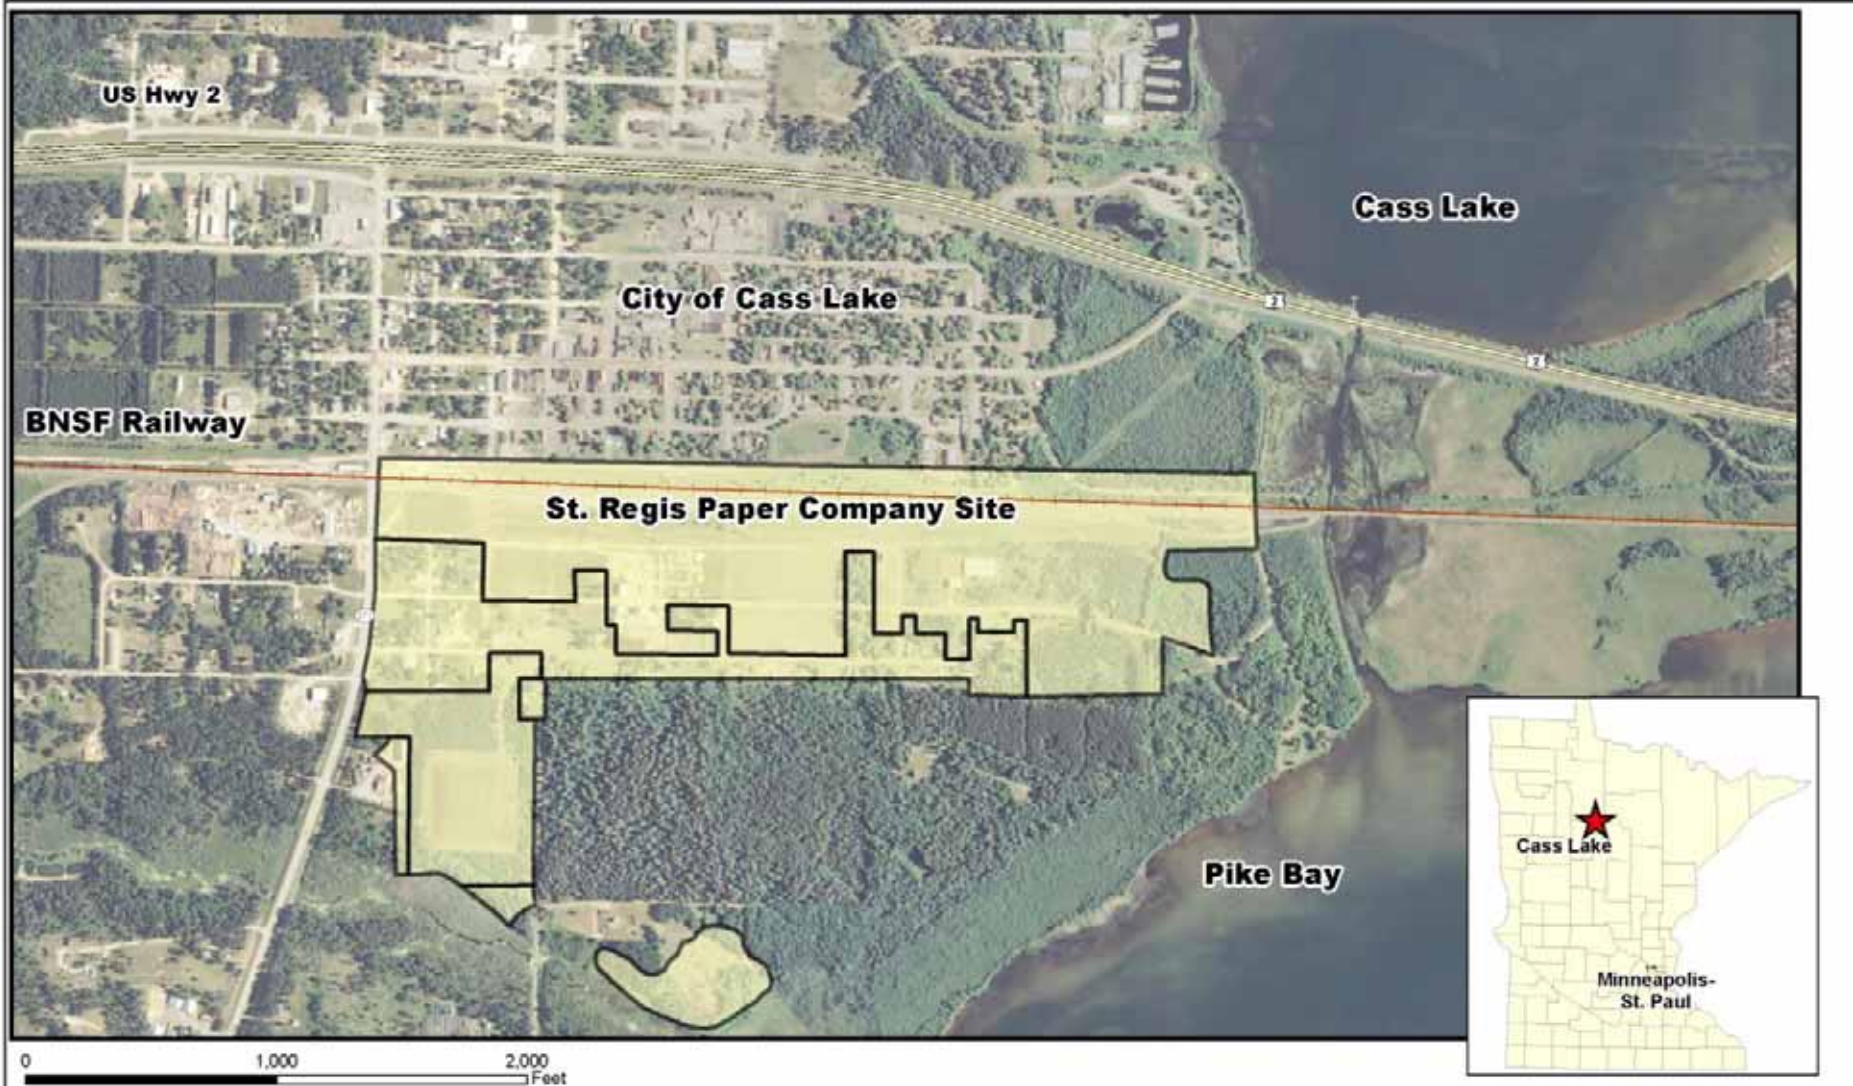 US Hwy 2
Cass Lake
City of Cass Lake
2
2
BNSF Railway
St. Regis Paper Company Site
Pike Bay
Cass Lake
Minneapolis-
St. Paul
0 1,000 2,000
Feet